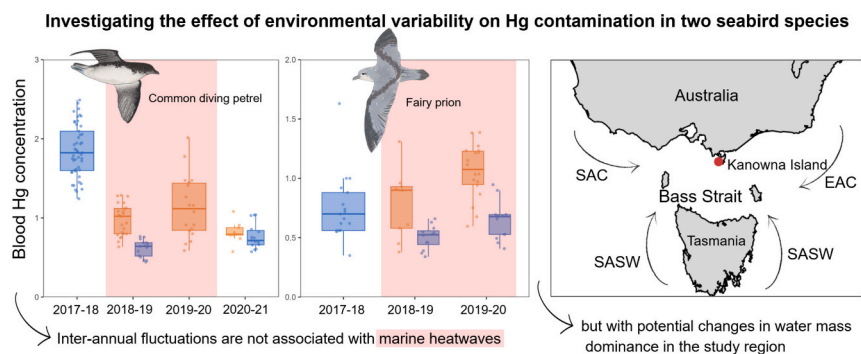 Investigating the effect of environmental variability on Hg contamination in two seabird species
Blood Hg concentration
3
2
1
0
Common diving petrel
2017-18
2018-19
2019-20
2020-21
2.0
1.5
1.0
0.5
0.0
Fairy prion
2017-18
2018-19
2019-20
Australia
Kanowna Island
SAC
EAC
Bass Strait
Tasmania
SASW
SASW
Inter-annual fluctuations are not associated with marine heatwaves
but with potential changes in water mass
dominance in the study region